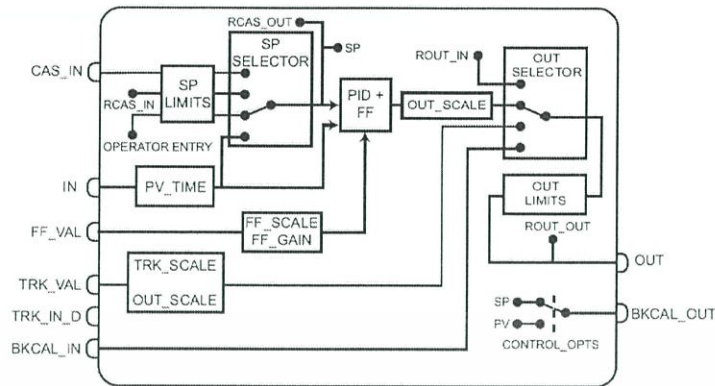 RCAS_OUT
SP
SELECTOR
SP
ROUT_IN
OUT
SELECTOR
CAS_IN
SP
LIMITS
RCAS_IN
OPERATOR ENTRY
PID +
FF
OUT_SCALE
IN
PV_TIME
OUT
LIMITS
FF_VAL
FF_SCALE
FF_GAIN
ROUT_OUT
OUT
TRK_VAL
TRK_SCALE
OUT_SCALE
TRK_IN_D
SP
PV
BKCAL_OUT
CONTROL_OPTS
BKCAL_IN